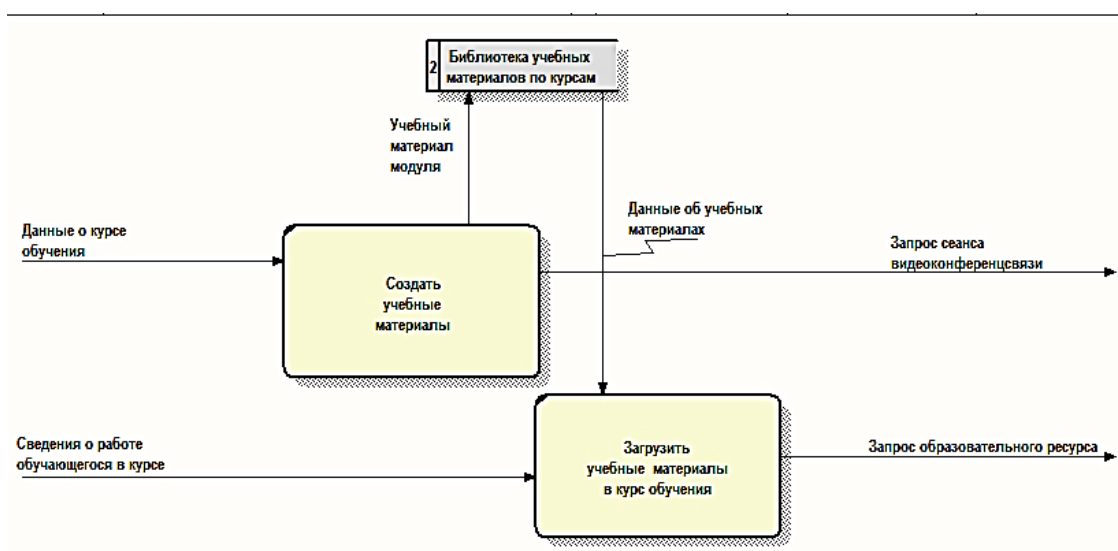 2
Библиотека учебных
материалов по курсам
Учебный
материал
модуля
Данные об учебных
материалах
Данные о курсе
обучения
Запрос сеанса
видеоконференцсвязи
Создать
учебные
материалы
Сведения о работе
обучающегося в курсе
Загрузить
учебные материалы
в курс обучения
Запрос образовательного ресурса